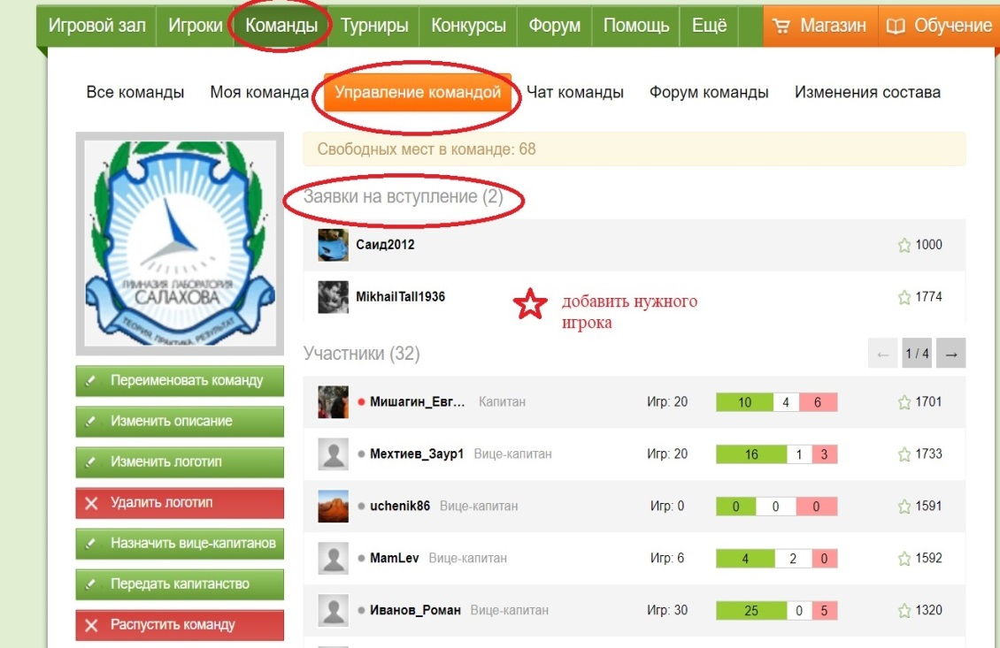 Игровой зал Игроки Команды Турниры Конкурсы Форум Помощь Ещё Магазин Обучение
Все команды Моя команда Управление командой Чат команды Форум команды Изменения состава
Свободных мест в команде: 68
Заявки на вступление (2)
Саид2012 1000
MikhailTall1936 1774
добавить нужного
игрока
ГИМНАЗИЯ ЛАБОРАТОРИЯ
САЛАХОВА
ТЕОРИЯ, ПРАКТИКА, РЕЗУЛЬТАТ
Участники (32) ← 1 / 4 →
Переименовать команду
Изменить описание
Изменить логотип
Удалить логотип
Назначить вице-капитанов
Передать капитанство
Распустить команду
Мишагин_Евг... Капитан Игр: 20 10 4 6 1701
Мехтиев_Заур1 Вице-капитан Игр: 20 16 1 3 1733
uchenik86 Вице-капитан Игр: 0 0 0 0 1591
MamLev Вице-капитан Игр: 6 4 2 0 1592
Иванов_Роман Вице-капитан Игр: 30 25 0 5 1320